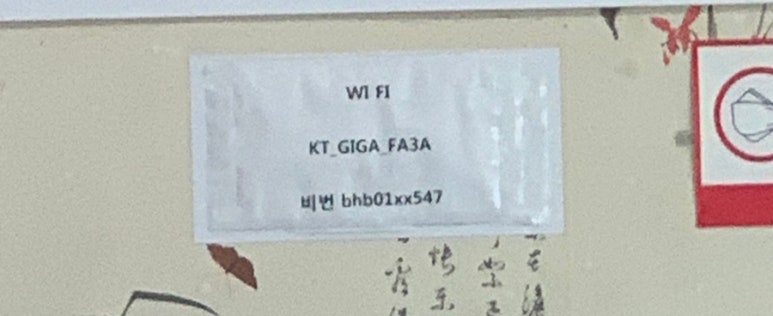 WI FI
KT_GIGA_FA3A
비번 bhb01xx547